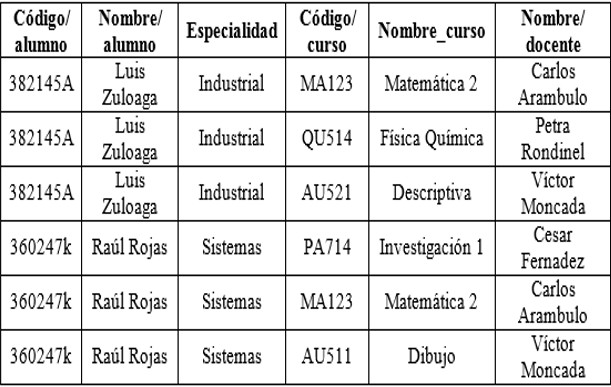 Código/
alumno
Nombre/
alumno
Especialidad
Código/
curso
Nombre_curso
Nombre/
docente
382145A
Luis
Zuloaga
Industrial
MA123
Matemática 2
Carlos
Arambulo
382145A
Luis
Zuloaga
Industrial
QU514
Física Química
Petra
Rondinel
382145A
Luis
Zuloaga
Industrial
AU521
Descriptiva
Víctor
Moncada
360247k
Raúl Rojas
Sistemas
PA714
Investigación 1
Cesar
Fernadez
360247k
Raúl Rojas
Sistemas
MA123
Matemática 2
Carlos
Arambulo
360247k
Raúl Rojas
Sistemas
AU511
Dibujo
Víctor
Moncada